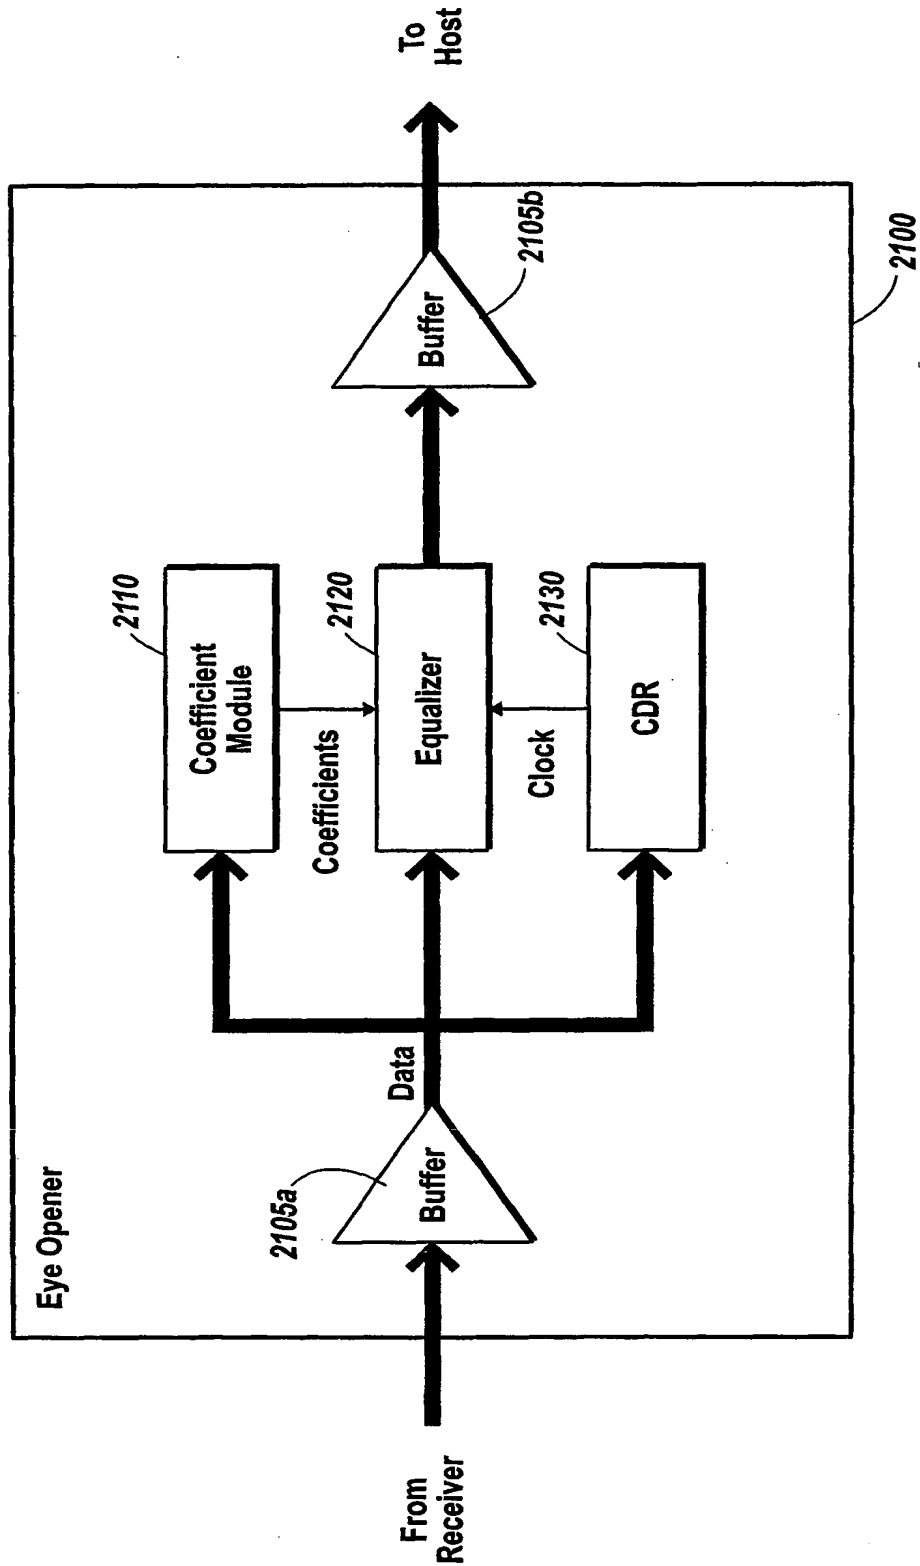 Eye Opener
From
Receiver
2105a
Buffer
Data
2110
Coefficient
Module
Coefficients
2120
Equalizer
Clock
2130
CDR
Buffer
2105b
To
Host
2100